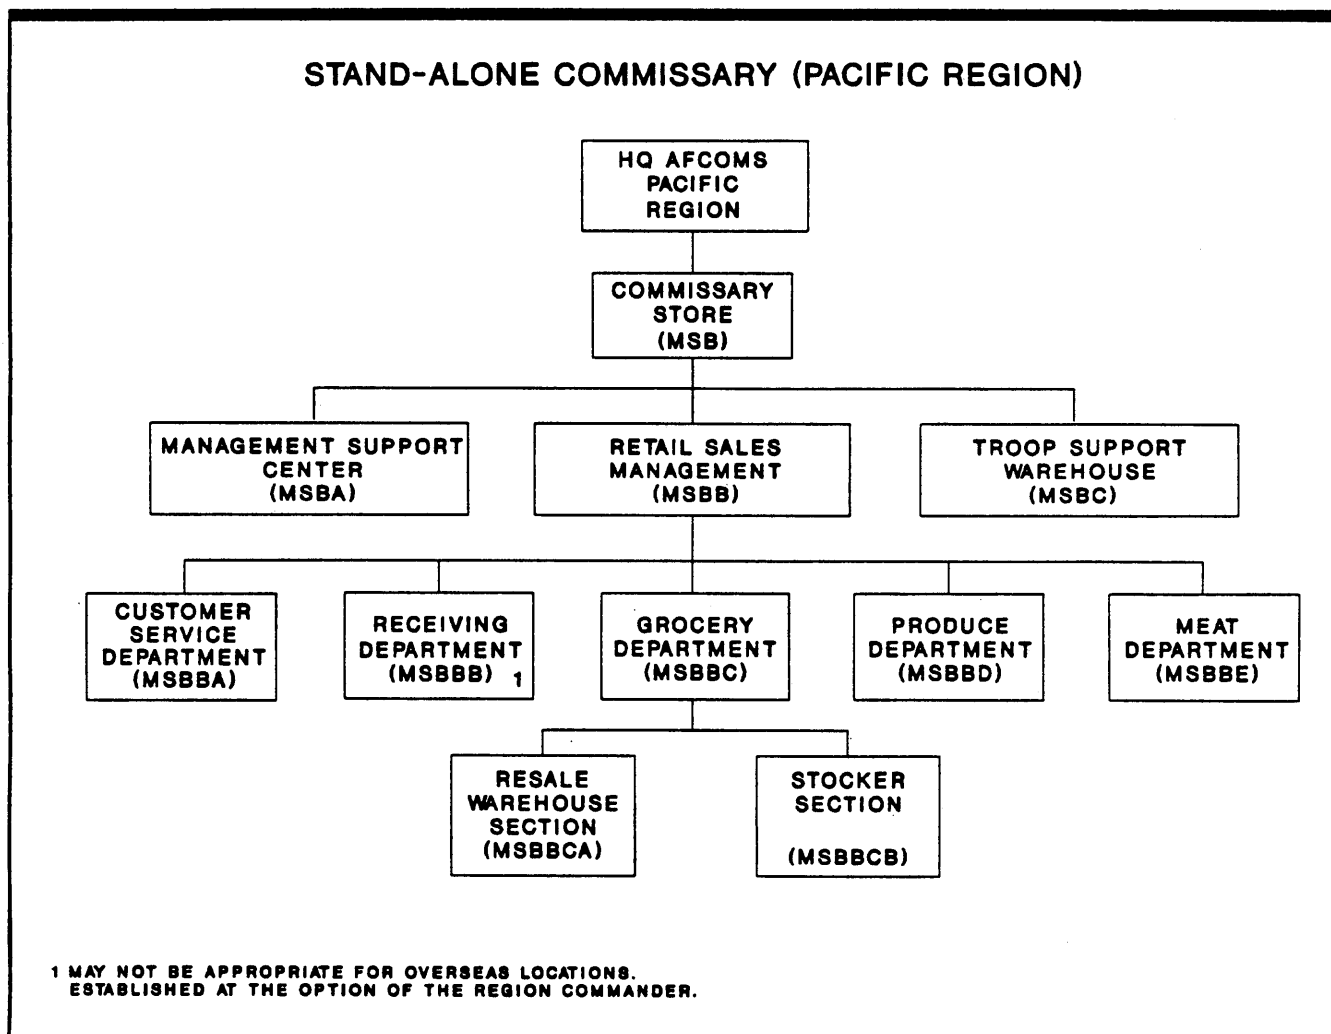 STAND-ALONE COMMISSARY (PACIFIC REGION)
HQ AFCOMS
PACIFIC
REGION
COMMISSARY
STORE
(MSB)
MANAGEMENT SUPPORT
CENTER
(MSBA)
RETAIL SALES
MANAGEMENT
(MSBB)
TROOP SUPPORT
WAREHOUSE
(MSBC)
CUSTOMER
SERVICE
DEPARTMENT
(MSBBA)
RECEIVING
DEPARTMENT
(MSBBB) 1
GROCERY
DEPARTMENT
(MSBBC)
PRODUCE
DEPARTMENT
(MSBBD)
MEAT
DEPARTMENT
(MSBBE)
RESALE
WAREHOUSE
SECTION
(MSBBCA)
STOCKER
SECTION
(MSBBCB)
1 MAY NOT BE APPROPRIATE FOR OVERSEAS LOCATIONS.
ESTABLISHED AT THE OPTION OF THE REGION COMMANDER.